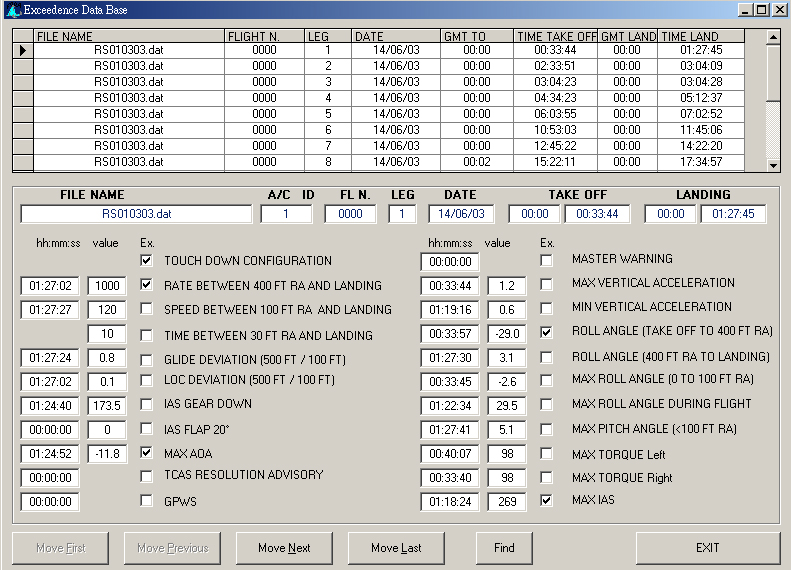 Exceedence Data Base
FILE NAME FLIGHT N. LEG DATE GMT TO TIME TAKE OFF GMT LAND TIME LAND
RS010303.dat 0000 1 14/06/03 00:00 00:33:44 00:00 01:27:45
RS010303.dat 0000 2 14/06/03 00:00 02:33:51 00:00 03:04:09
RS010303.dat 0000 3 14/06/03 00:00 03:04:23 00:00 03:04:28
RS010303.dat 0000 4 14/06/03 00:00 04:34:23 00:00 05:12:37
RS010303.dat 0000 5 14/06/03 00:00 06:03:55 00:00 07:02:52
RS010303.dat 0000 6 14/06/03 00:00 10:53:03 00:00 11:45:06
RS010303.dat 0000 7 14/06/03 00:00 12:45:22 00:00 14:22:20
RS010303.dat 0000 8 14/06/03 00:02 15:22:11 00:00 17:34:57
FILE NAME A/C ID FL N. LEG DATE TAKE OFF LANDING
RS010303.dat 1 0000 1 14/06/03 00:00 00:33:44 00:00 01:27:45
hh:mm:ss value Ex. hh:mm:ss value Ex.
TOUCH DOWN CONFIGURATION 00:00:00 MASTER WARNING
01:27:02 1000 RATE BETWEEN 400 FT RA AND LANDING 00:33:44 1.2 MAX VERTICAL ACCELERATION
01:27:27 120 SPEED BETWEEN 100 FT RA AND LANDING 01:19:16 0.6 MIN VERTICAL ACCELERATION
10 TIME BETWEEN 30 FT RA AND LANDING 00:33:57 -29.0 ROLL ANGLE (TAKE OFF TO 400 FT RA)
01:27:24 0.8 GLIDE DEVIATION (500 FT / 100 FT) 01:27:30 3.1 ROLL ANGLE (400 FT RA TO LANDING)
01:27:02 0.1 LOC DEVIATION (500 FT / 100 FT) 00:33:45 -2.6 MAX ROLL ANGLE (0 TO 100 FT RA)
01:24:40 173.5 IAS GEAR DOWN 01:22:34 29.5 MAX ROLL ANGLE DURING FLIGHT
00:00:00 0 IAS FLAP 20° 01:27:41 5.1 MAX PITCH ANGLE (<100 FT RA)
01:24:52 -11.8 MAX AOA 00:40:07 98 MAX TORQUE Left
00:00:00 TCAS RESOLUTION ADVISORY 00:33:40 98 MAX TORQUE Right
00:00:00 GPWS 01:18:24 269 MAX IAS
Move First Move Previous Move Next Move Last Find EXIT